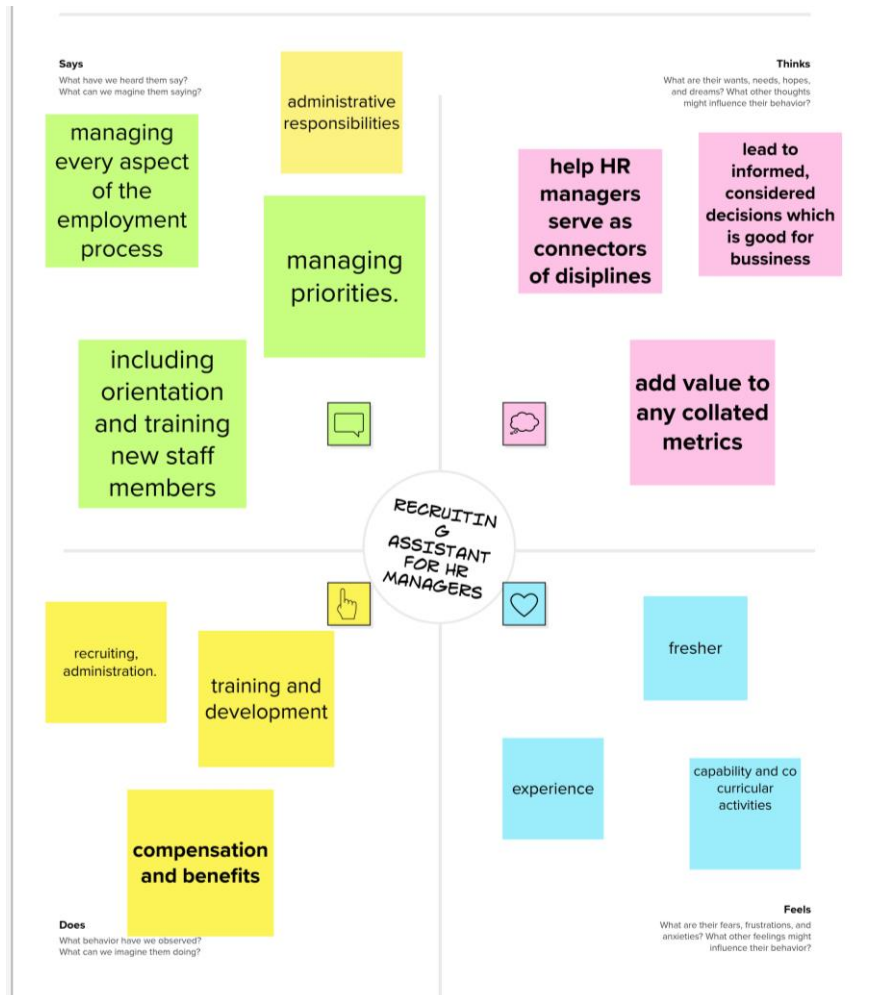 Says
What have we heard them say?
What can we magine them saying?
managing
every aspect
of the
employment
process
administrative
responsibilities
managing
priorities.
including
orientation
and training
new staff
members
Thinks
What are their wants, needs, hopes,
and dreams? What other thoughts
might influence their behavior?
help HR
managers
serve as
connectors
of disiplines
lead to
informed,
considered
decisions which
is good for
bussiness
add value to
any collated
metrics
RECRUITIN
G
ASSISTANT
FOR HR
MANAGERS
recruiting,
administration.
training and
development
compensation
and benefits
Does
What behavior have we observed?
What can we imagine them doing?
fresher
experience
capability and co
curricular
activities
Feels
What are their fears, frustrations, and
anxieties? What other feelings might
influence their behavior?